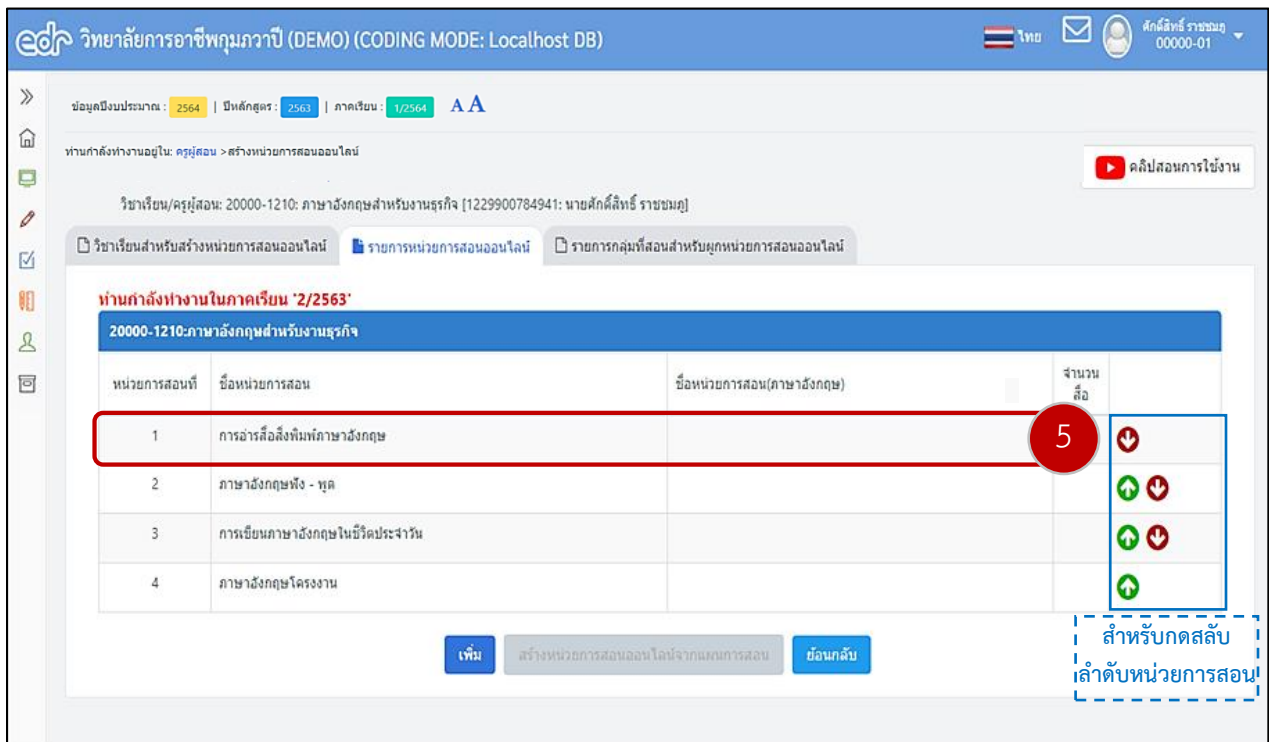 edr วิทยาลัยการอาชีพกุมภวาปี (DEMO) (CODING MODE: Localhost DB)
ไทย
ศักดิ์สิทธิ์ ราชชมภู
00000-01
ข้อมูลปีงบประมาณ : 2564 | ปีหลักสูตร : 2563 | ภาคเรียน : 1/2564 A A
ท่านกำลังทำงานอยู่ใน: ครูผู้สอน >สร้างหน่วยการสอนออนไลน์
คลิปสอนการใช้งาน
วิชาเรียน/ครูผู้สอน: 20000-1210: ภาษาอังกฤษสำหรับงานธุรกิจ [1229900784941: นายศักดิ์สิทธิ์ ราชชมภู]
วิชาเรียนสำหรับสร้างหน่วยการสอนออนไลน์ รายการหน่วยการสอนออนไลน์ รายการกลุ่มที่สอนสำหรับผูกหน่วยการสอนออนไลน์
ท่านกำลังทำงานในภาคเรียน '2/2563'
20000-1210:ภาษาอังกฤษสำหรับงานธุรกิจ
หน่วยการสอนที่ ชื่อหน่วยการสอน ชื่อหน่วยการสอน(ภาษาอังกฤษ) จำนวน
สื่อ
1 การอ่ารสื่อสิ่งพิมพ์ภาษาอังกฤษ 5
2 ภาษาอังกฤษฟัง - พูด
3 การเขียนภาษาอังกฤษในชีวิตประจำวัน
4 ภาษาอังกฤษโครงงาน
เพิ่ม สร้างหน่วยการสอนออนไลน์จากแผนการสอน ย้อนกลับ
สำหรับกดสลับ
ลำดับหน่วยการสอน